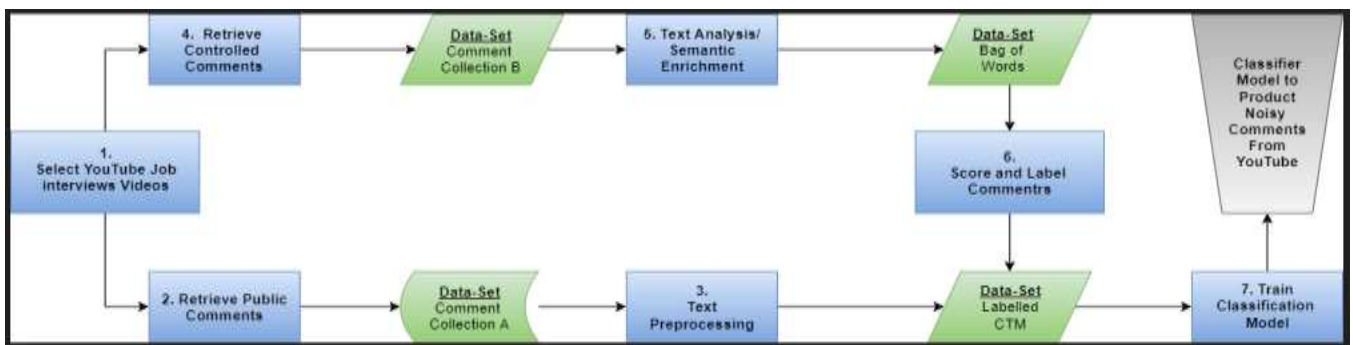 4. Retrieve
Controlled
Comments
Data-Set
Comment
Collection B
5. Text Analysis/
Semantic
Enrichment
Data-Set
Bag of
Words
Classifier
Model to
Product
Noisy
Comments
From
YouTube
1.
Select YouTube Job
interviews Videos
6.
Score and Label
Commentrs
2. Retrieve Public
Comments
Data-Set
Comment
Collection A
3.
Text
Preprocessing
Data-Set
Labelled
CTM
7. Train
Classification
Model